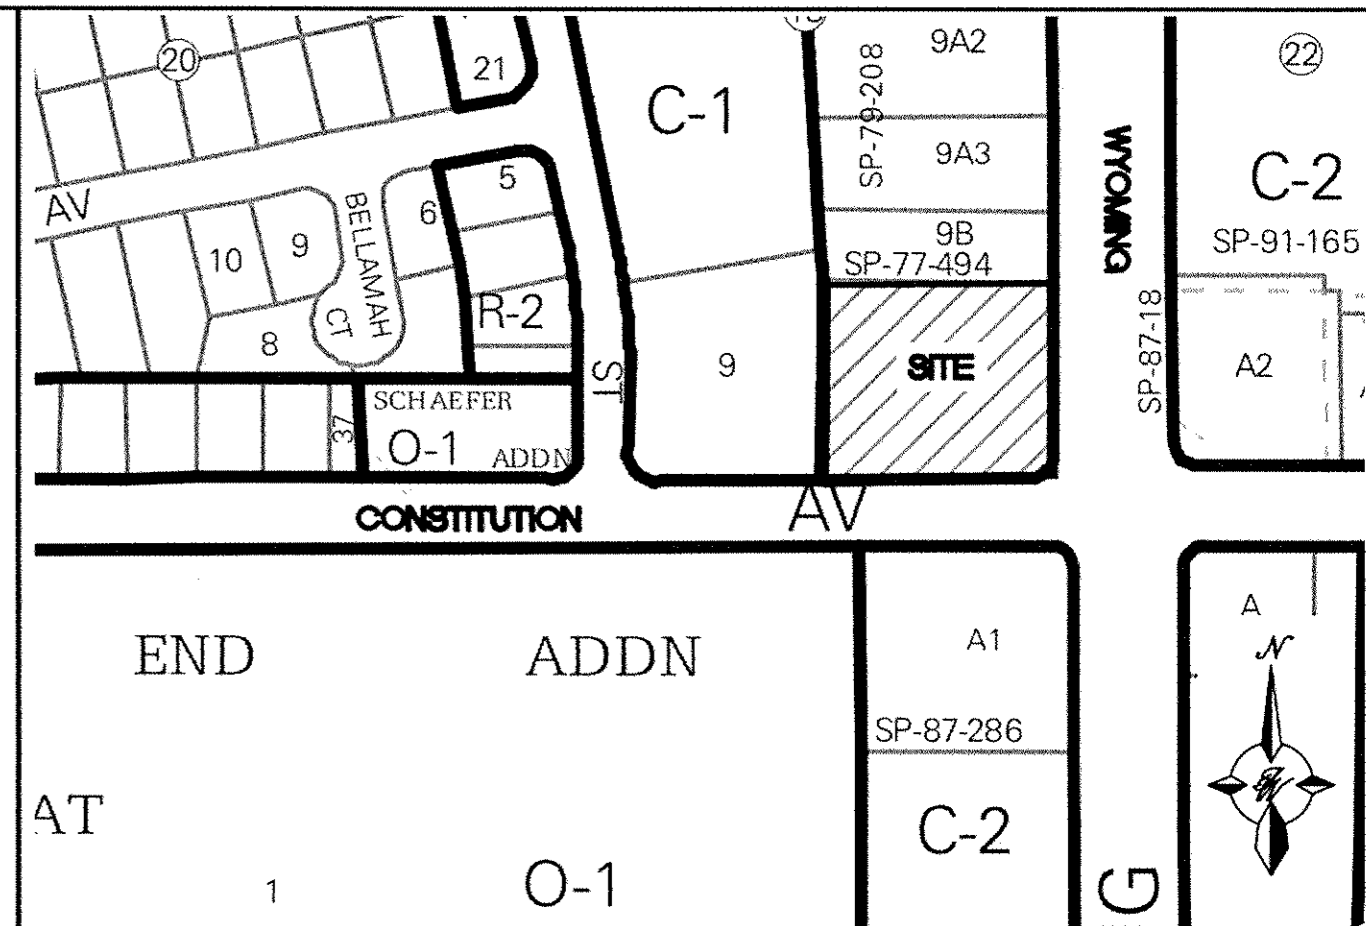 20
21
C-1
SP-79-208
9A2
22
9A3
WYOMING
C-2
5
AV
BELLAMAH
CT
6
9B
SP-91-165
10
9
SP-77-494
R-2
SP-87-18
8
ST
9
SITE
A2
SCHAEFER
37
O-1
ADDN
CONSTITUTION
AV
A
END
ADDN
A1
N
SP-87-286
AT
C-2
1
O-1
G